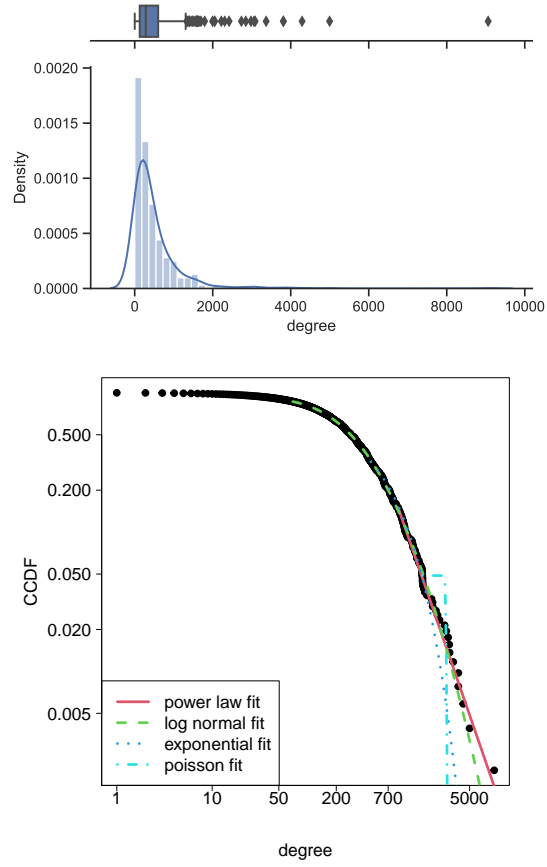 0.0020
0.0015
0.0010
0.0005
0.0000
Density
0 2000 4000 6000 8000 10000
degree
0.500
0.200
0.050
0.020
0.005
CCDF
power law fit
log normal fit
exponential fit
poisson fit
1 10 50 200 700 5000
degree